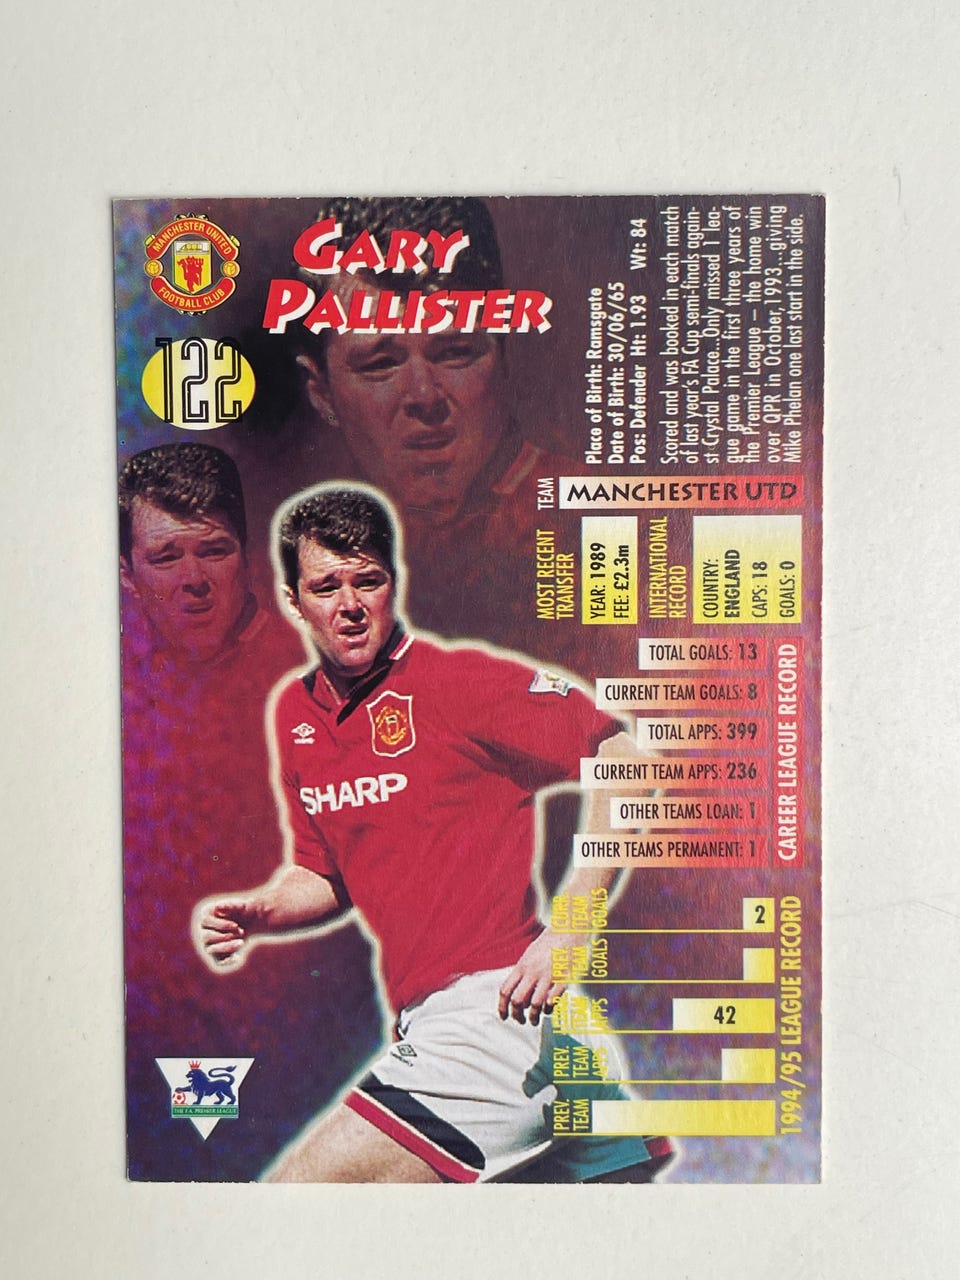 MANCHESTER UNITED
FOOTBALL CLUB
GARY
PALLISTER
122
Place of Birth: Ramsgate
Date of Birth: 30/06/65
Pos: Defender Ht: 1.93 Wt: 84
Scored and was booked in each match
of last year's FA Cup semi-finals again-
st Crystal Palace...Only missed 1 lea-
gue game in the first three years of
the Premier League – the home win
over QPR in October, 1993...giving
Mike Phelan one last start in the side.
TEAM
MANCHESTER UTD
MOST RECENT
TRANSFER
YEAR: 1989
FEE: £2.3m
INTERNATIONAL
RECORD
COUNTRY:
ENGLAND
CAPS: 18
GOALS: 0
TOTAL GOALS: 13
CURRENT TEAM GOALS: 8
TOTAL APPS: 399
CURRENT TEAM APPS: 236
OTHER TEAMS LOAN: 1
OTHER TEAMS PERMANENT: 1
CAREER LEAGUE RECORD
CURR.
TEAM
GOALS
2
PREV.
TEAM
GOALS
CURR.
TEAM
APPS
42
PREV.
TEAM
APPS
PREV.
TEAM
1994/95 LEAGUE RECORD
umbro
SHARP
THE F.A. PREMIER LEAGUE